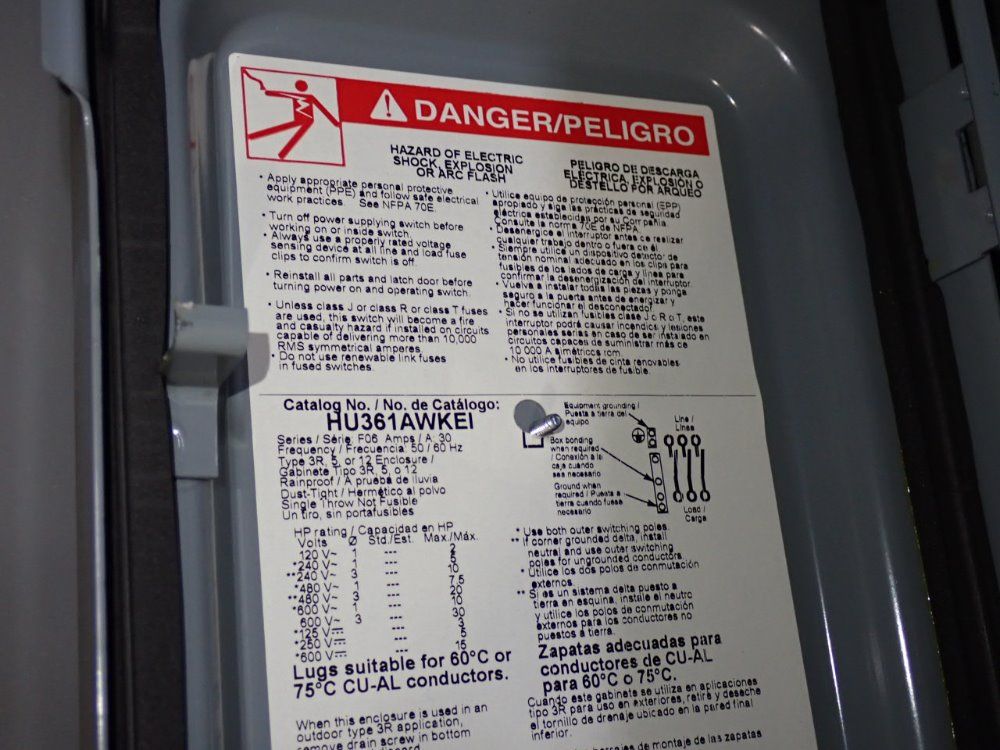 DANGER/PELIGRO
HAZARD OF ELECTRIC
SHOCK, EXPLOSION
OR ARC FLASH
• Apply appropriate personal protective
equipment (PPE) and follow safe electrical
work practices. See NFPA 70E.
• Turn off power supplying switch before
working on or inside switch.
• Always use a properly rated voltage
sensing device at all line and load fuse
clips to confirm switch is off.
• Reinstall all parts and latch door before
turning power on and operating switch.
• Unless class J or class R or class T fuses
are used, this switch will become a fire
and casualty hazard if installed on circuits
capable of delivering more than 10,000
RMS symmetrical amperes.
• Do not use renewable link fuses
in fused switches.
PELIGRO DE DESCARGA
ELÉCTRICA, EXPLOSIÓN O
DESTELLO POR ARQUEO
• Utilice equipo de protección personal (EPP)
apropiado y siga las prácticas de seguridad
eléctrica establecidas por su Compañia.
Consulte la norma 70E de NFPA.
• Desenergice el interruptor antes de realizar
cualquier trabajo dentro o fuera de él.
• Siempre utilice un dispositivo detector de
tensión nominal adecuado en los clips para
fusibles de los lados de carga y línea para
confirmar la desenergización del interruptor.
• Vuelva a instalar todas las piezas y ponga
seguro a la puerta antes de energizar y
hacer funcionar el desconectador.
• Si no se utilizan fusibles clase J o R o T, este
interruptor podrá causar incendios y lesiones
personales serias en caso de ser instalado en
circuitos capaces de suministrar más de
10 000 A simétricos rcm.
• No utilice fusibles de cinta renovables
en los interruptores de fusible.
Catalog No. / No. de Catálogo:
HU361AWKEI
Series / Série F06 Amps / A 30
Frequency / Frecuencia 50 / 60 Hz
Type 3R, 5, or 12 Enclosure /
Gabinete Tipo 3R, 5, o 12
Rainproof / A prueba de lluvia
Dust-Tight / Hermético al polvo
Single Throw Not Fusible
Un tiro, sin portafusibles
HP rating / Capacidad en HP
Volts Ø Std./Est. Max./Máx.
120 V~ 1 --- 2
*240 V~ 1 --- 5
**240 V~ 3 --- 10
*480 V~ 1 --- 7,5
**480 V~ 3 --- 20
*600 V~ 1 --- 10
600 V~ 3 --- 30
*125 V --- 3
*250 V --- 5
*600 V --- 15
Lugs suitable for 60°C or
75°C CU-AL conductors.
When this enclosure is used in an
outdoor type 3R application,
remove drain screw in bottom
Equipment grounding /
Puesta a tierra del
equipo
Box bonding
when required
/ Conexión a la
caja cuando
sea necesario
Ground when
required / Puesta a
tierra cuando fuese
necesario
Line /
Línea
Load /
Carga
* Use both outer switching poles.
** If corner grounded delta, install
neutral and use outer switching
poles for ungrounded conductors.
* Utilice los dos polos de conmutación
externos.
** Si es un sistema delta puesto a
tierra en esquina, instale el neutro
y utilice los polos de conmutación
externos para los conductores no
puestos a tierra.
Zapatas adecuadas para
conductores de CU-AL
para 60°C o 75°C.
Cuando este gabinete se utiliza en aplicaciones
tipo 3R para uso en exteriores, retire y deseche
el tornillo de drenaje ubicado en la pared final
inferior.
de montaje de las zapatas